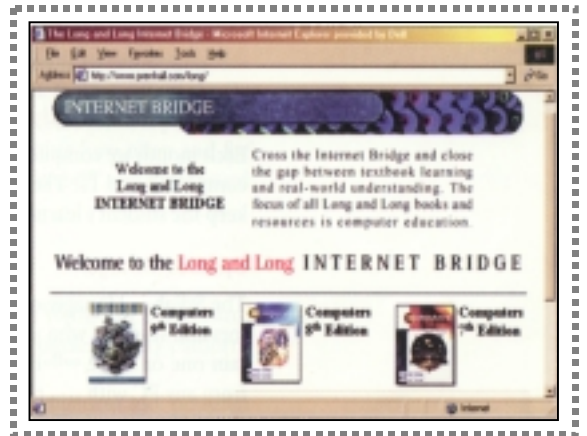 The Long and Long Internet Bridge - Microsoft Internet Explorer provided by Dell
File Edit View Favorites Tools Help
Address http://www.prenhall.com/long/ Go
INTERNET BRIDGE
Welcome to the
Long and Long
INTERNET BRIDGE
Cross the Internet Bridge and close
the gap between textbook learning
and real-world understanding. The
focus of all Long and Long books and
resources is computer education.
Welcome to the Long and Long INTERNET BRIDGE
Computers
9th Edition
Computers
8th Edition
Computers
7th Edition
Internet